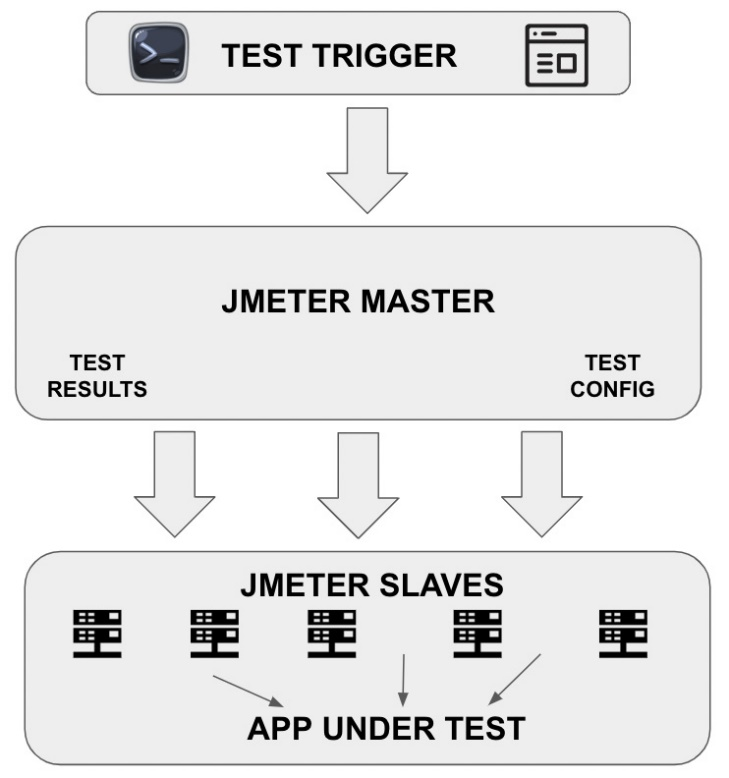 TEST TRIGGER
JMETER MASTER
TEST
RESULTS
TEST
CONFIG
JMETER SLAVES
APP UNDER TEST